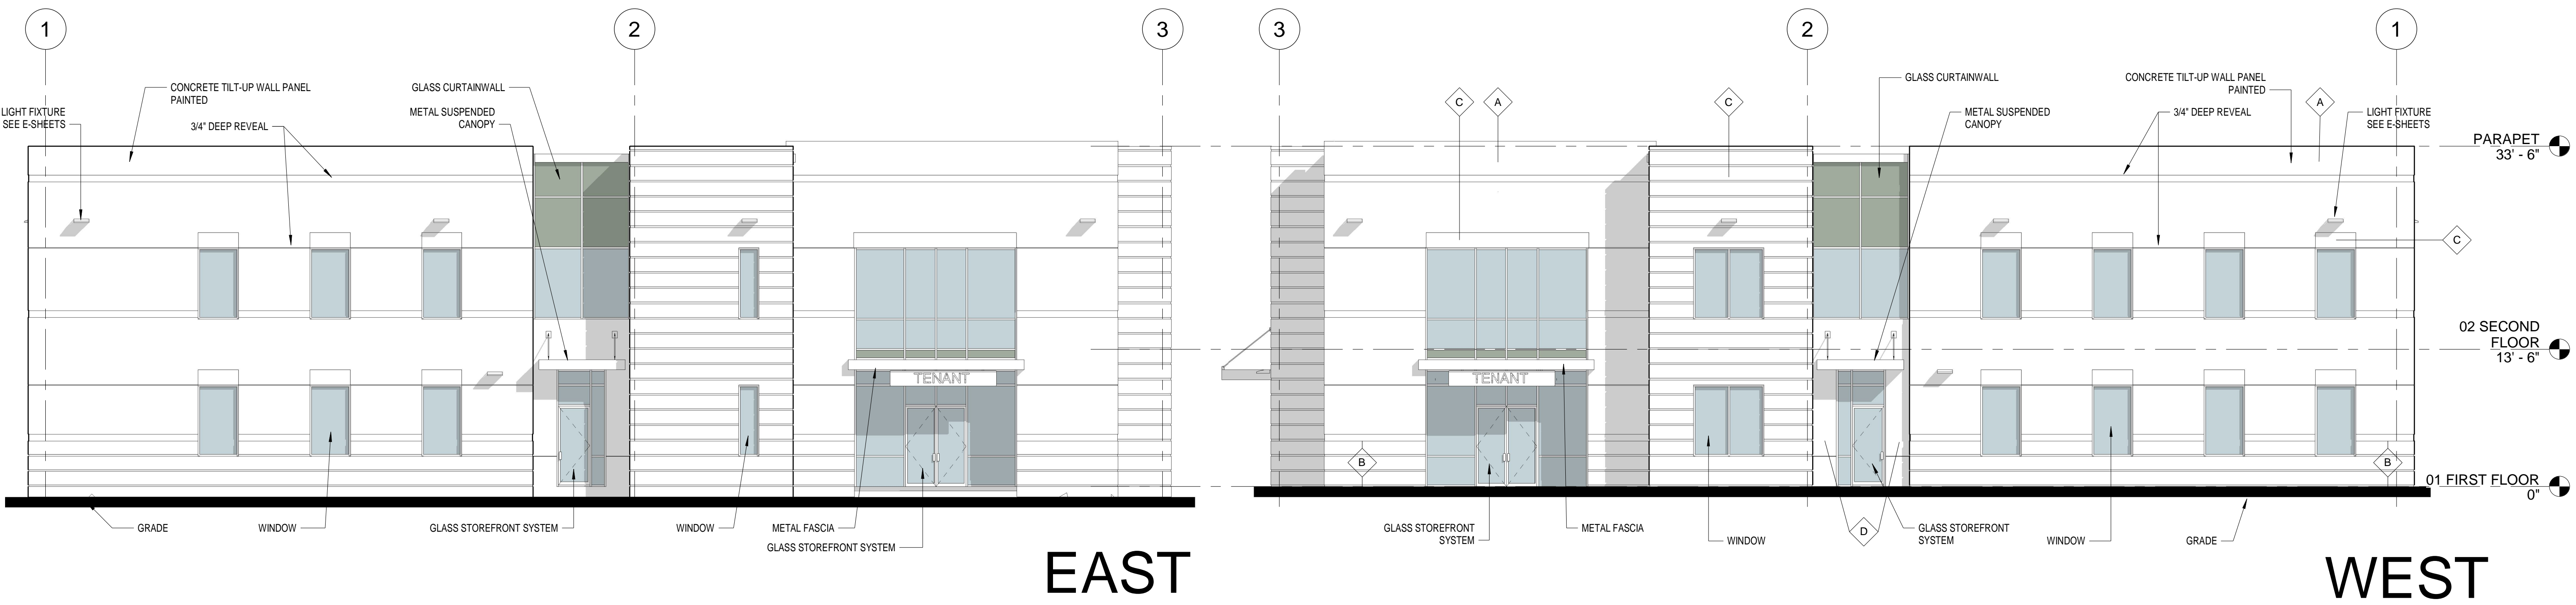 1
2
3
3
2
1
CONCRETE TILT-UP WALL PANEL
PAINTED
LIGHT FIXTURE
SEE E-SHEETS
3/4" DEEP REVEAL
GLASS CURTAINWALL
METAL SUSPENDED
CANOPY
TENANT
GRADE
WINDOW
GLASS STOREFRONT SYSTEM
WINDOW
METAL FASCIA
GLASS STOREFRONT SYSTEM
EAST
C
A
C
GLASS CURTAINWALL
METAL SUSPENDED
CANOPY
CONCRETE TILT-UP WALL PANEL
PAINTED
3/4" DEEP REVEAL
A
LIGHT FIXTURE
SEE E-SHEETS
C
PARAPET
33' - 6"
02 SECOND
FLOOR
13' - 6"
01 FIRST FLOOR
0"
TENANT
B
B
D
GLASS STOREFRONT
SYSTEM
METAL FASCIA
WINDOW
GLASS STOREFRONT
SYSTEM
WINDOW
GRADE
WEST